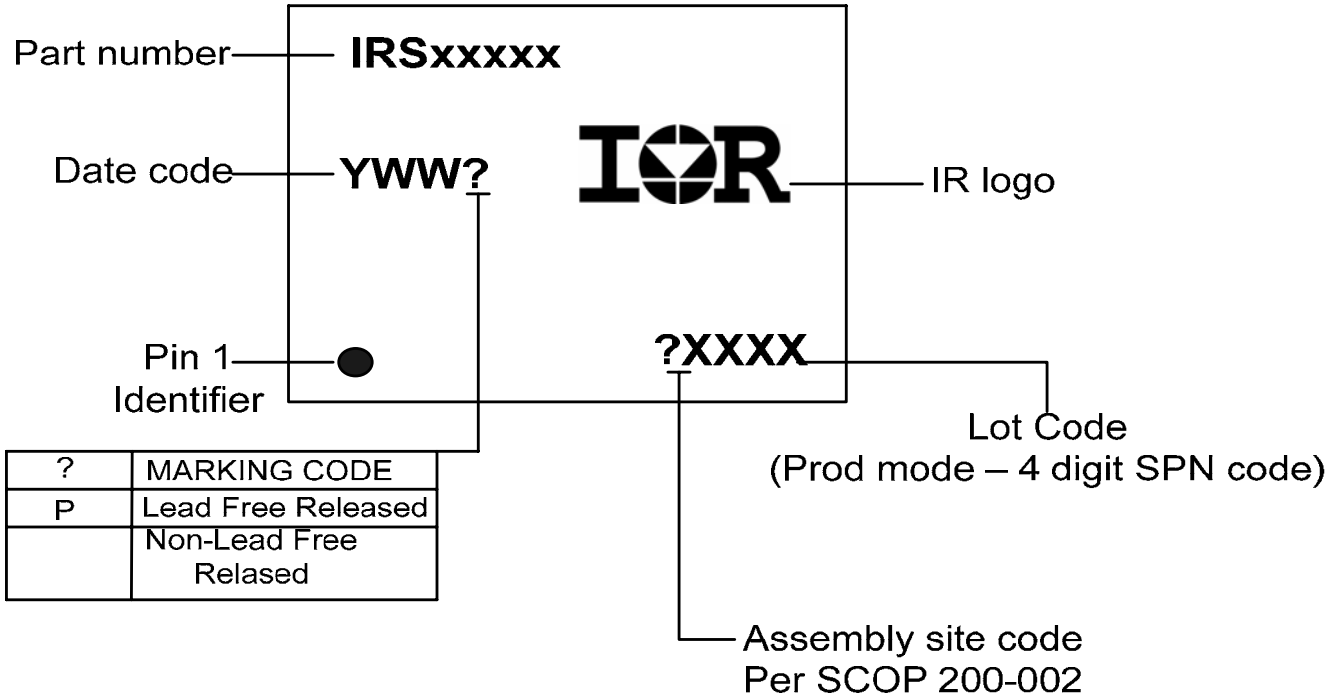 Part number
IRSxxxxx
Date code
YWW?
IOR
IR logo
Pin 1
Identifier
?XXXX
Lot Code
(Prod mode – 4 digit SPN code)
? MARKING CODE
P Lead Free Released
Non-Lead Free
Relased
Assembly site code
Per SCOP 200-002